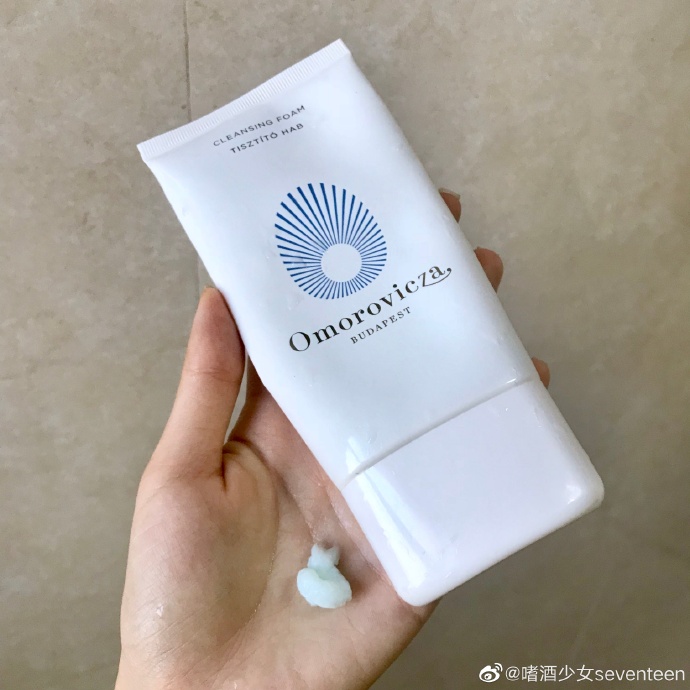 CLEANSING FOAM
TISZTÍTÓ HAB
Omorovicza
BUDAPEST
@嗜酒少女seventeen